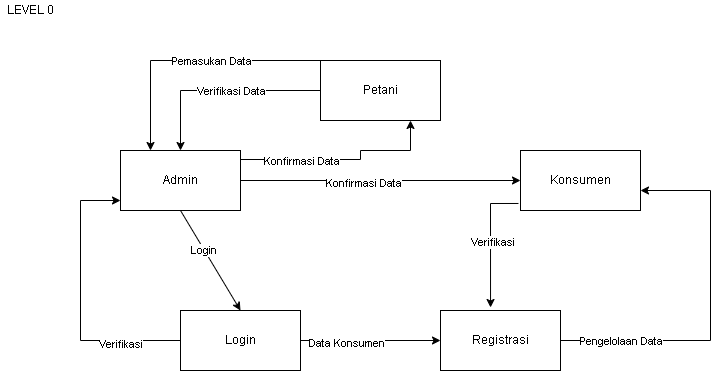 LEVEL 0
Pemasukan Data
Petani
Verifikasi Data
Konfirmasi Data
Admin
Konfirmasi Data
Konsumen
Verifikasi
Login
Login
Registrasi
Verifikasi
Data Konsumen
Pengelolaan Data